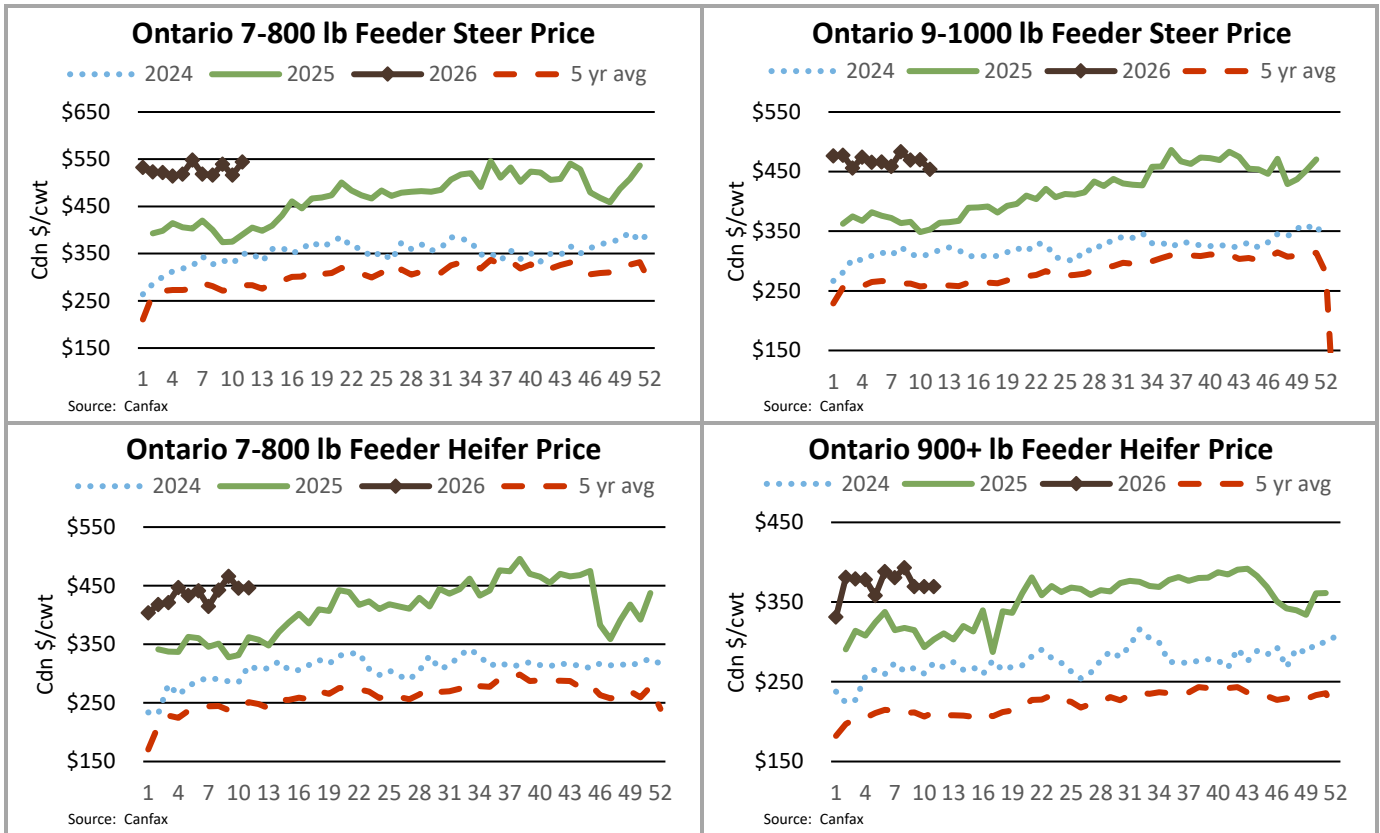 Ontario 7-800 lb Feeder Steer Price
2024 2025 2026 5 yr avg
Cdn $/cwt
$650
$550
$450
$350
$250
$150
1 4 7 10 13 16 19 22 25 28 31 34 37 40 43 46 49 52
Source: Canfax
Ontario 9-1000 lb Feeder Steer Price
2024 2025 2026 5 yr avg
Cdn $/cwt
$550
$450
$350
$250
$150
1 4 7 10 13 16 19 22 25 28 31 34 37 40 43 46 49 52
Source: Canfax
Ontario 7-800 lb Feeder Heifer Price
2024 2025 2026 5 yr avg
Cdn $/cwt
$550
$450
$350
$250
$150
1 4 7 10 13 16 19 22 25 28 31 34 37 40 43 46 49 52
Source: Canfax
Ontario 900+ lb Feeder Heifer Price
2024 2025 2026 5 yr avg
Cdn $/cwt
$450
$350
$250
$150
1 4 7 10 13 16 19 22 25 28 31 34 37 40 43 46 49 52
Source: Canfax